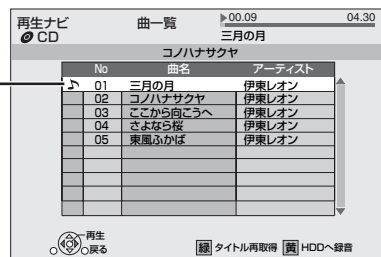 再生ナビ 曲一覧 00.09 04.30
CD 三月の月
コノハナサクヤ
No 曲名 アーティスト
01 三月の月 伊東レオン
02 コノハナサクヤ 伊東レオン
03 ここから向こうへ 伊東レオン
04 さよなら桜 伊東レオン
05 東風ふかば 伊東レオン
再生
戻る 緑 タイトル再取得 黄 HDDへ録音